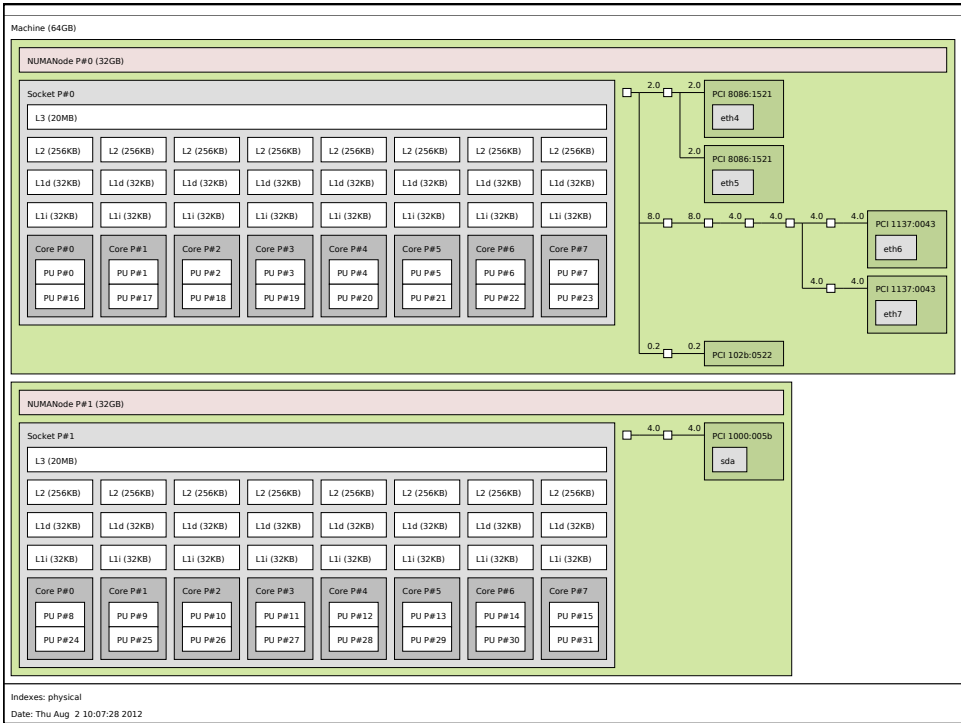 Machine (64GB)
NUMANode P#0 (32GB)
Socket P#0
L3 (20MB)
L2 (256KB) L2 (256KB) L2 (256KB) L2 (256KB) L2 (256KB) L2 (256KB) L2 (256KB) L2 (256KB)
L1d (32KB) L1d (32KB) L1d (32KB) L1d (32KB) L1d (32KB) L1d (32KB) L1d (32KB) L1d (32KB)
L1i (32KB) L1i (32KB) L1i (32KB) L1i (32KB) L1i (32KB) L1i (32KB) L1i (32KB) L1i (32KB)
Core P#0 Core P#1 Core P#2 Core P#3 Core P#4 Core P#5 Core P#6 Core P#7
PU P#0 PU P#1 PU P#2 PU P#3 PU P#4 PU P#5 PU P#6 PU P#7
PU P#16 PU P#17 PU P#18 PU P#19 PU P#20 PU P#21 PU P#22 PU P#23
2.0 2.0 PCI 8086:1521
eth4
2.0 PCI 8086:1521
eth5
8.0 8.0 4.0 4.0 4.0 4.0 PCI 1137:0043
eth6
4.0 4.0 PCI 1137:0043
eth7
0.2 0.2 PCI 102b:0522
NUMANode P#1 (32GB)
Socket P#1
L3 (20MB)
L2 (256KB) L2 (256KB) L2 (256KB) L2 (256KB) L2 (256KB) L2 (256KB) L2 (256KB) L2 (256KB)
L1d (32KB) L1d (32KB) L1d (32KB) L1d (32KB) L1d (32KB) L1d (32KB) L1d (32KB) L1d (32KB)
L1i (32KB) L1i (32KB) L1i (32KB) L1i (32KB) L1i (32KB) L1i (32KB) L1i (32KB) L1i (32KB)
Core P#0 Core P#1 Core P#2 Core P#3 Core P#4 Core P#5 Core P#6 Core P#7
PU P#8 PU P#9 PU P#10 PU P#11 PU P#12 PU P#13 PU P#14 PU P#15
PU P#24 PU P#25 PU P#26 PU P#27 PU P#28 PU P#29 PU P#30 PU P#31
4.0 4.0 PCI 1000:005b
sda
Indexes: physical
Date: Thu Aug 2 10:07:28 2012